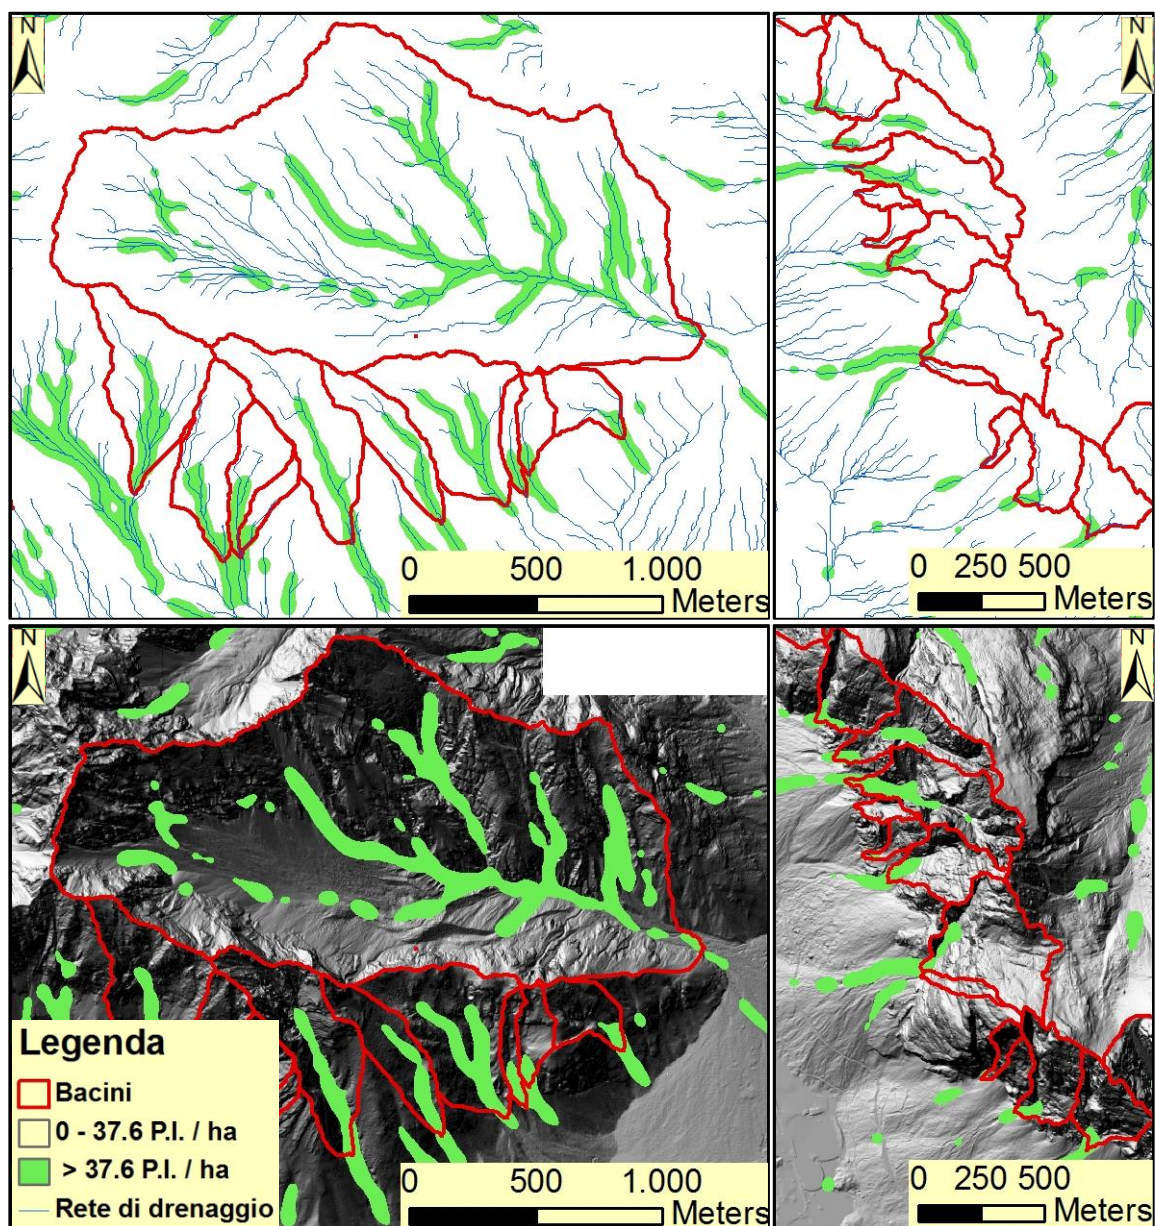 N
N
0 500 1.000
Meters
0 250 500
Meters
N
N
Legenda
Bacini
0 - 37.6 P.I. / ha
> 37.6 P.I. / ha
Rete di drenaggio
0 500 1.000
Meters
0 250 500
Meters